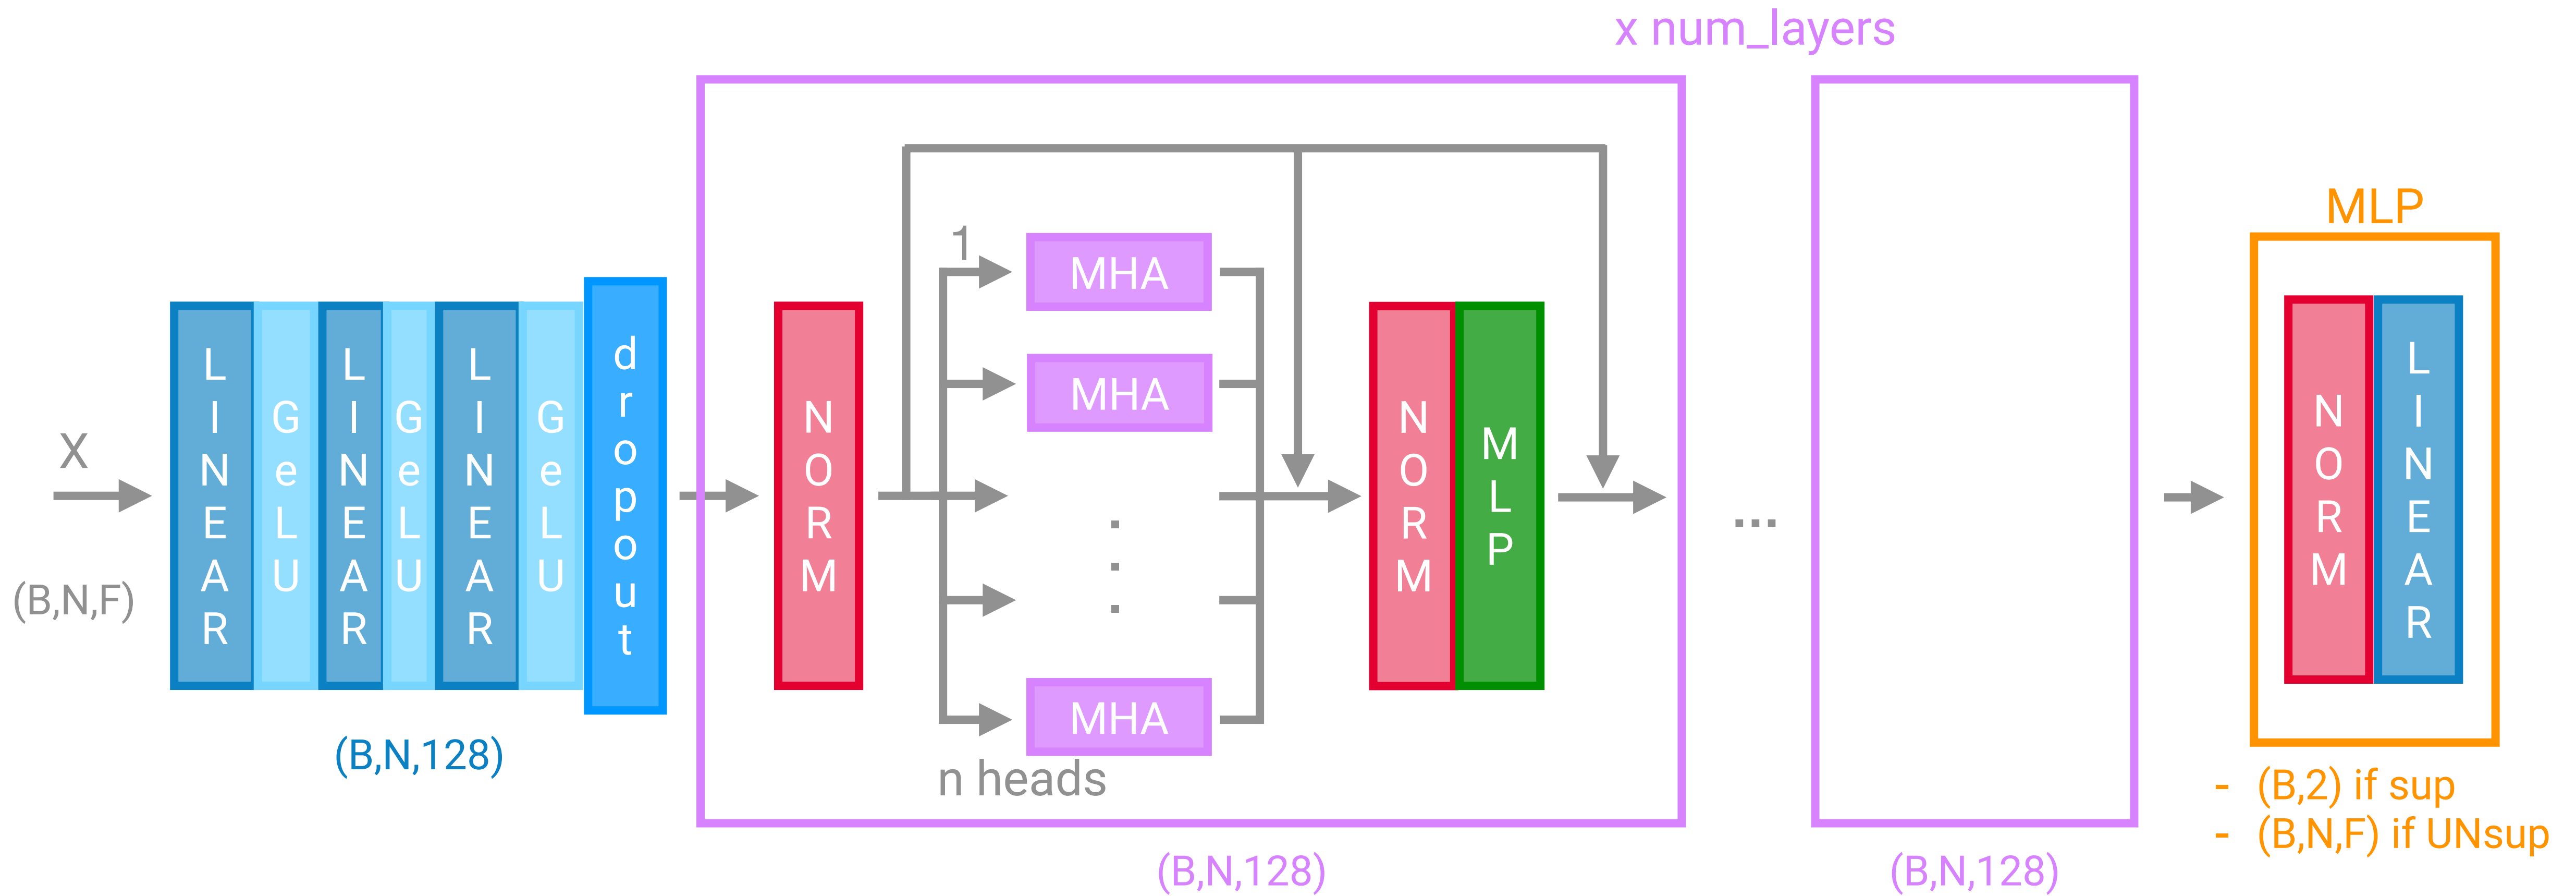 x num_layers
X
(B,N,F)
LINEAR
GeLU
LINEAR
GeLU
LINEAR
GeLU
dropout
(B,N,128)
NORM
1
MHA
MHA
.
.
.
MHA
n heads
NORM
MLP
(B,N,128)
...
(B,N,128)
MLP
NORM
LINEAR
- (B,2) if sup
- (B,N,F) if UNsup